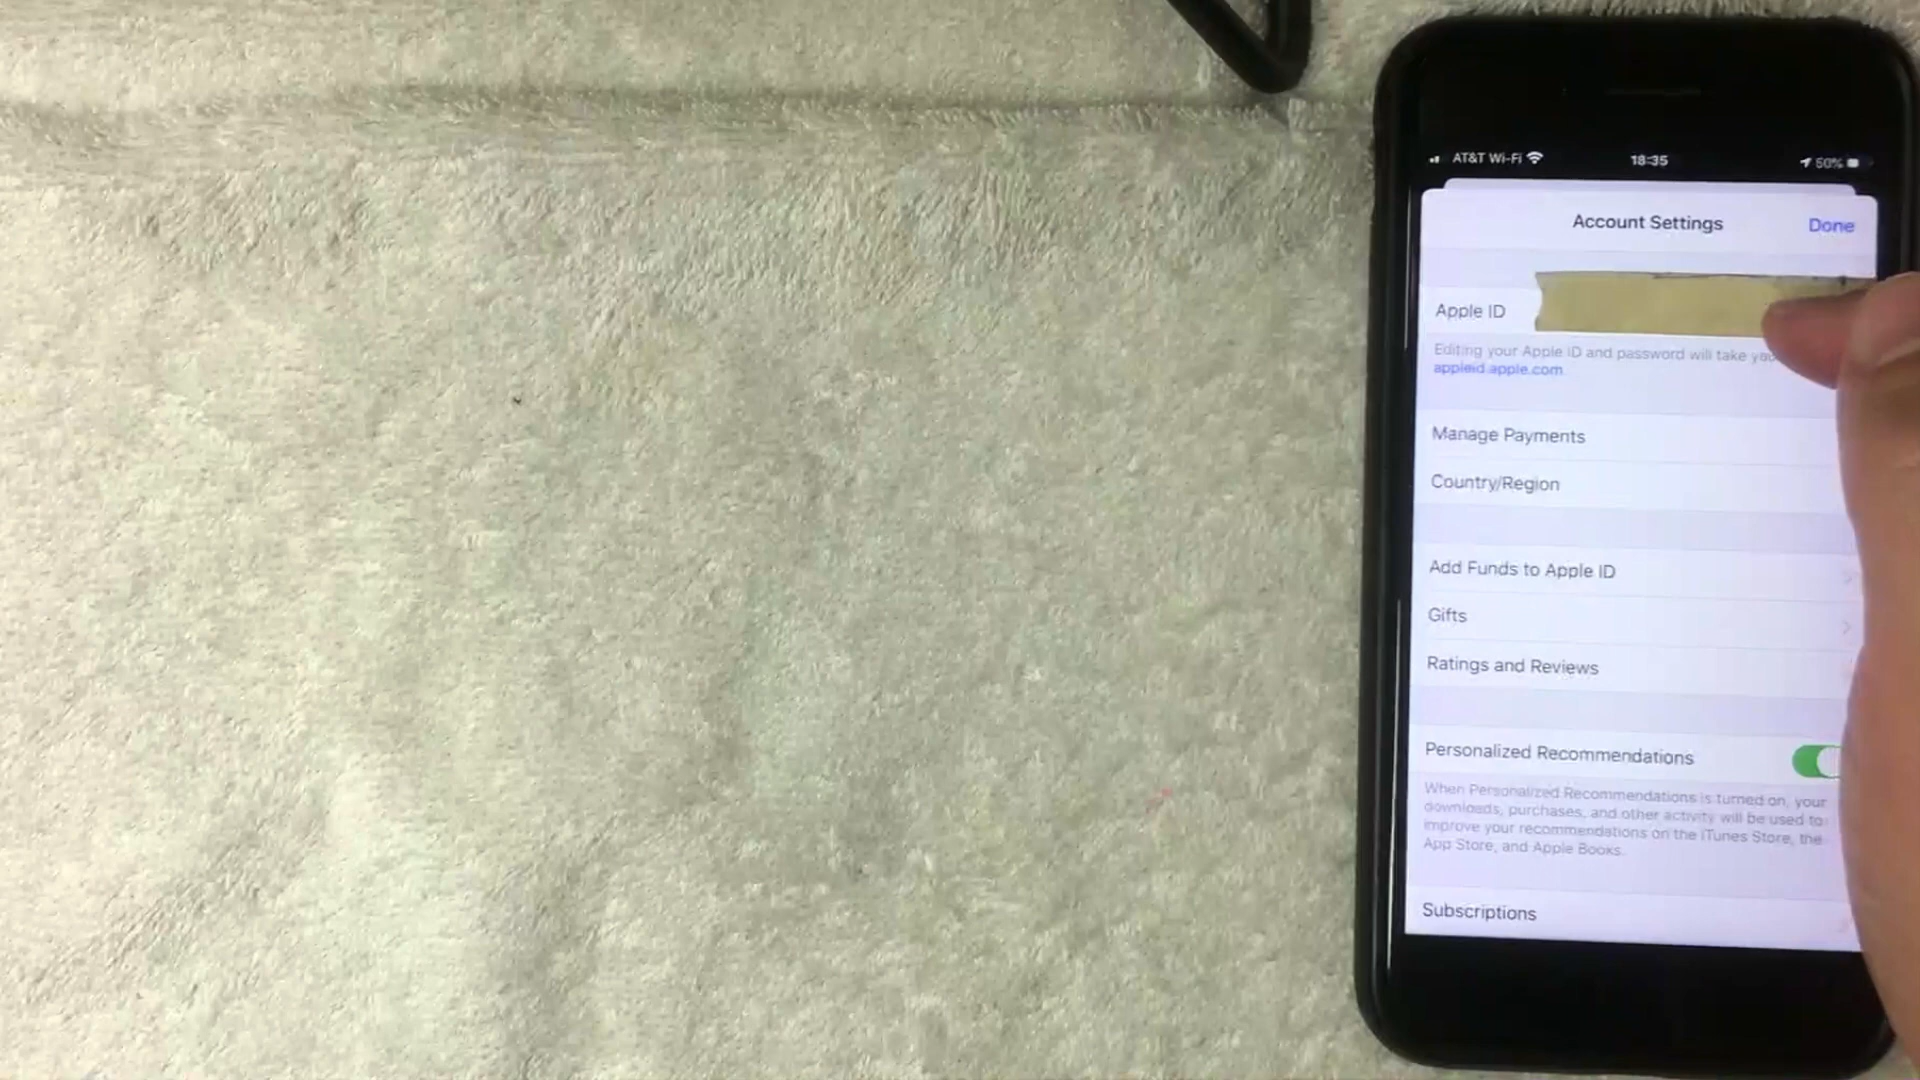 AT&T Wi-Fi 18:35 50%
Account Settings Done
Apple ID
Editing your Apple ID and password will take
appleid.apple.com
Manage Payments
Country/Region
Add Funds to Apple ID
Gifts
Ratings and Reviews
Personalized Recommendations
When Personalized Recommendations is turned on, your
downloads, purchases, and other activity will be used to
improve your recommendations on the iTunes Store, the
App Store, and Apple Books.
Subscriptions